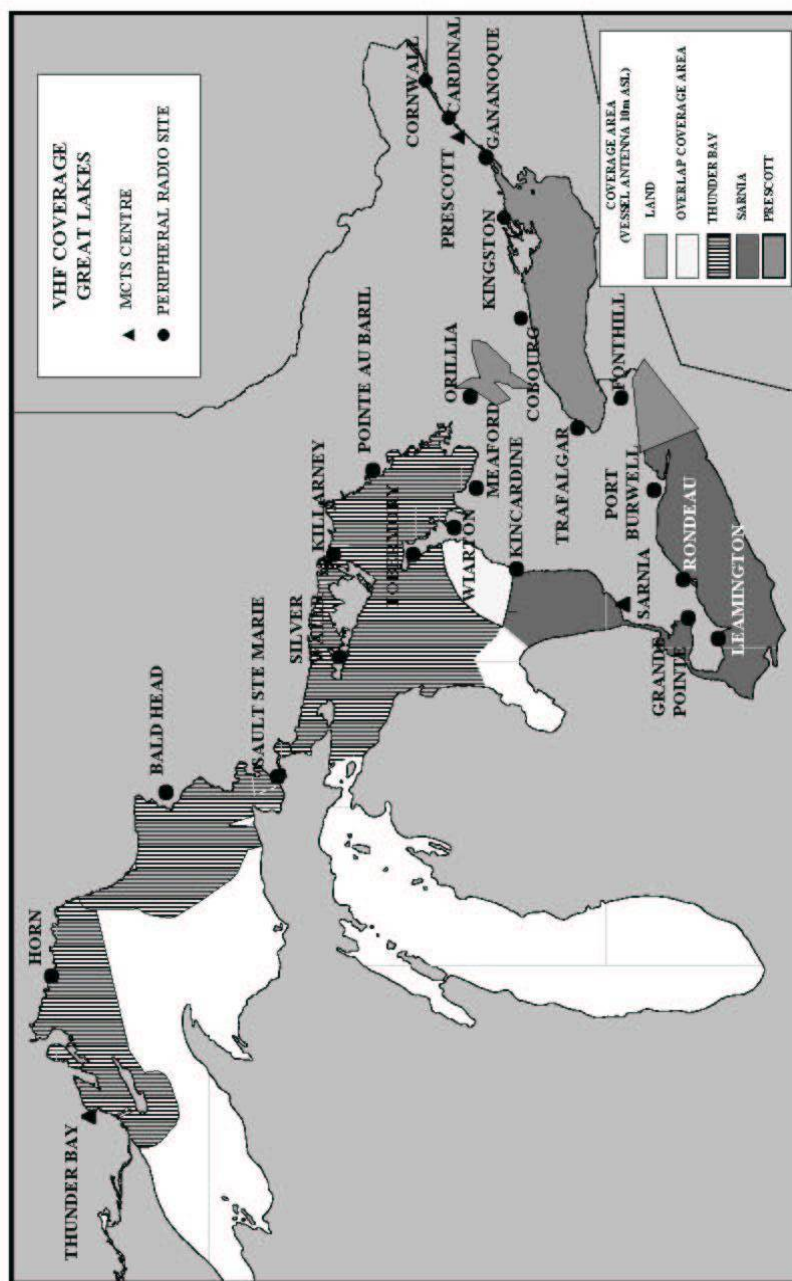 VHF COVERAGE
GREAT LAKES
MCTS CENTRE
PERIPHERAL RADIO SITE
THUNDER BAY
HORN
BALD HEAD
SAULT STE MARIE
SILVER
WATER
KILLARNEY
TOBERMORY
POINTE AU BARIL
WIARTON
MEAFORD
KINCARDINE
ORILLIA
COBOURG
TRAFALGAR
FONTHILL
PORT
BURWELL
SARNIA
RONDEAU
GRANDE
POINTE
LEAMINGTON
KINGSTON
GANANOQUE
PRESCOTT
CARDINAL
CORNWALL
COVERAGE AREA
(VESSEL ANTENNA 10m ASL)
LAND
OVERLAP COVERAGE AREA
THUNDER BAY
SARNIA
PRESCOTT